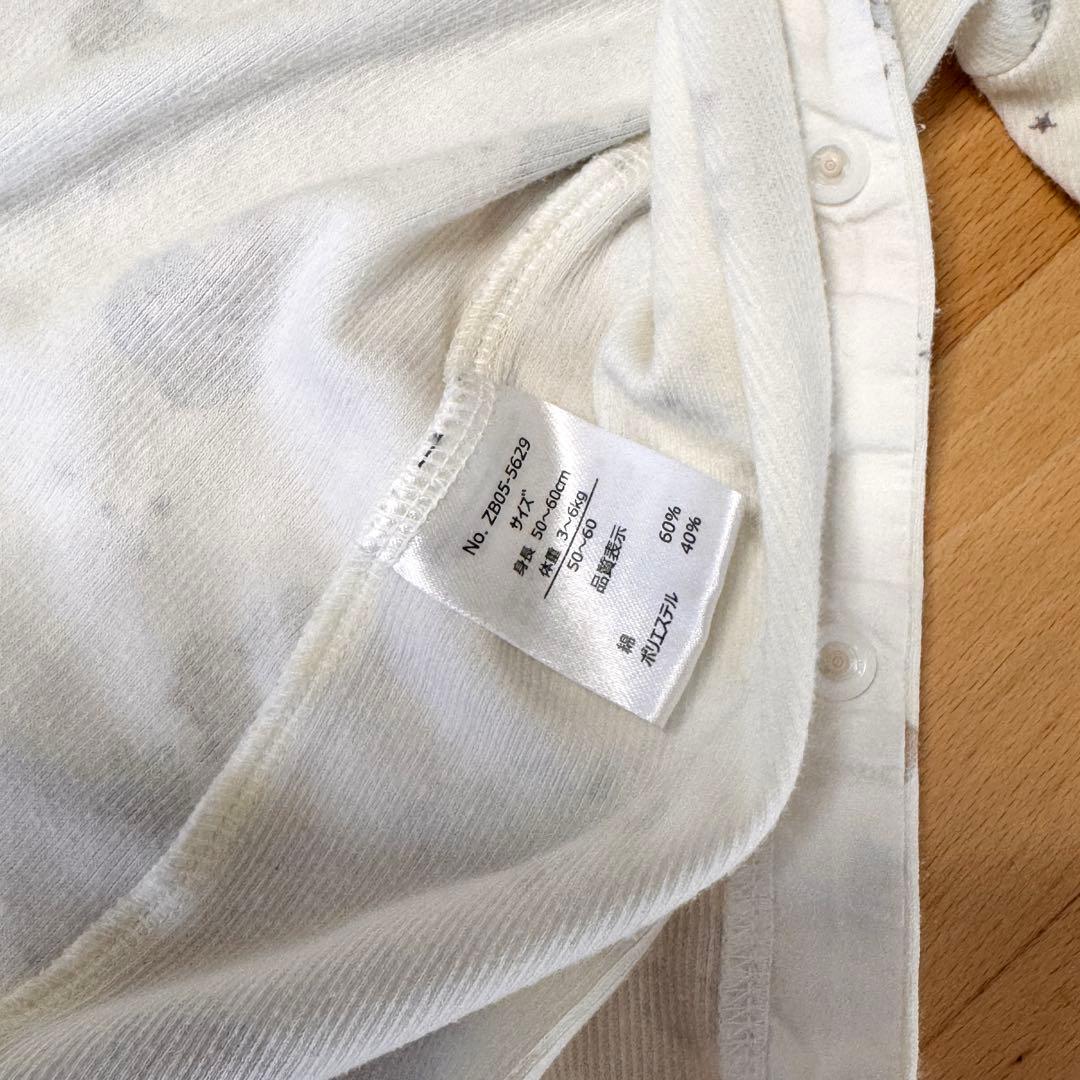 No. ZB05-5629
サイズ
身長 50～60cm
体重 3～6kg
50～60
品質表示
綿 60%
ポリエステル 40%